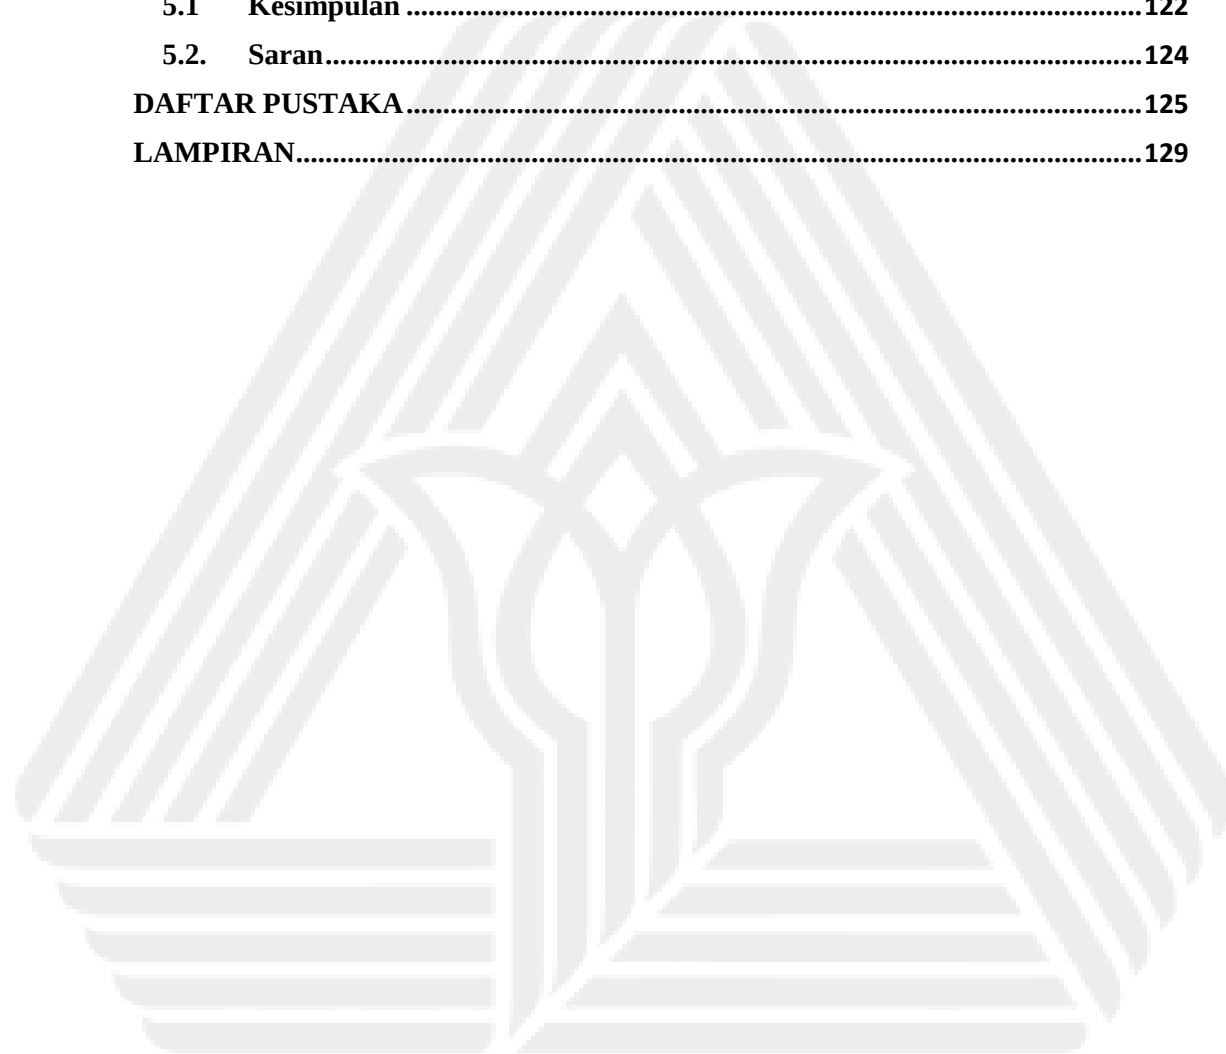 5.1 Kesimpulan ........................................................ 122
5.2. Saran ........................................................ 124
DAFTAR PUSTAKA ........................................................ 125
LAMPIRAN ........................................................ 129